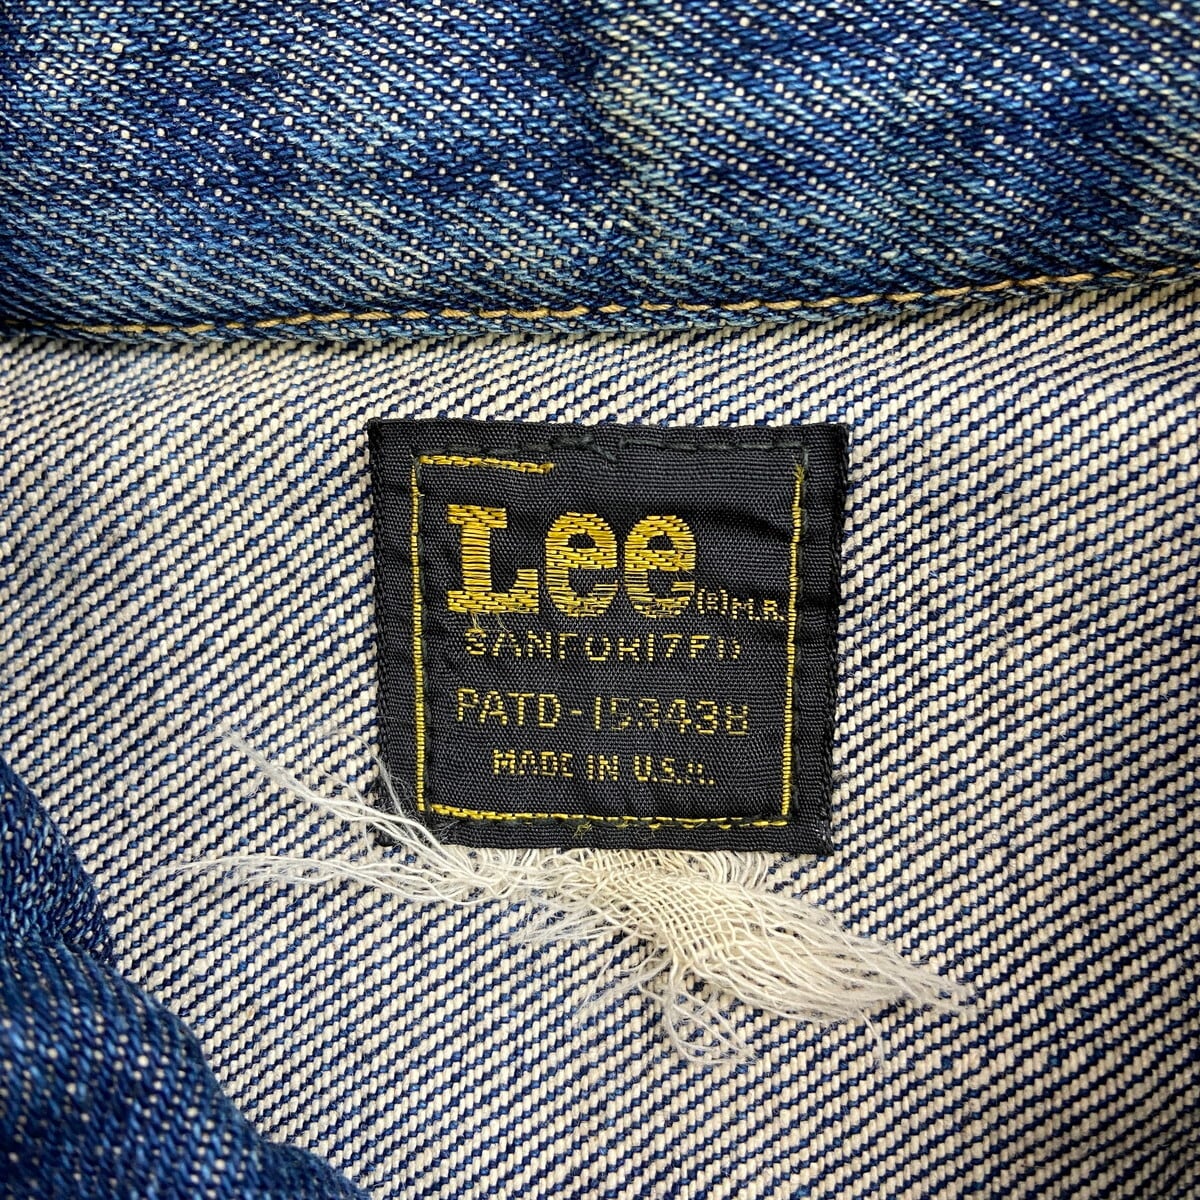 Lee (R) M.R.
SANFORIZED
PATD-153438
MADE IN U.S.A.